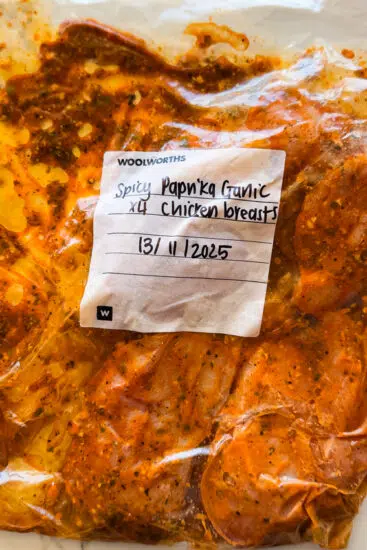 WOOLWORTHS
Spicy Paprika Garlic
x4 Chicken breasts
13/11/2025
W